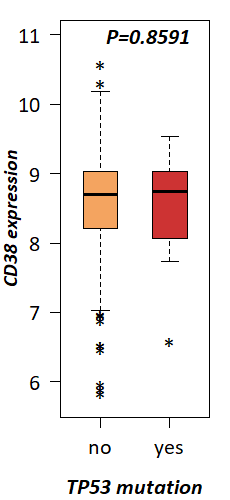 P=0.8591
11
10
9
8
7
6
CD38 expression
no yes
TP53 mutation